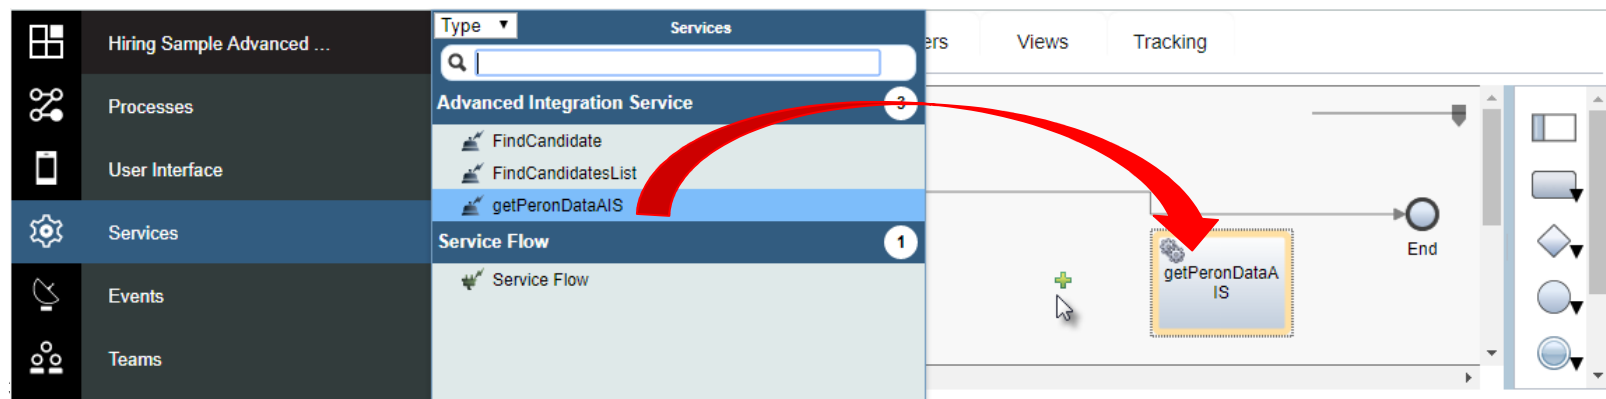 Hiring Sample Advanced ...
Processes
User Interface
Services
Events
Teams
Type
Services
Advanced Integration Service
3
FindCandidate
FindCandidatesList
getPeronDataAIS
Service Flow
1
Service Flow
ers
Views
Tracking
getPeronDataA
IS
End